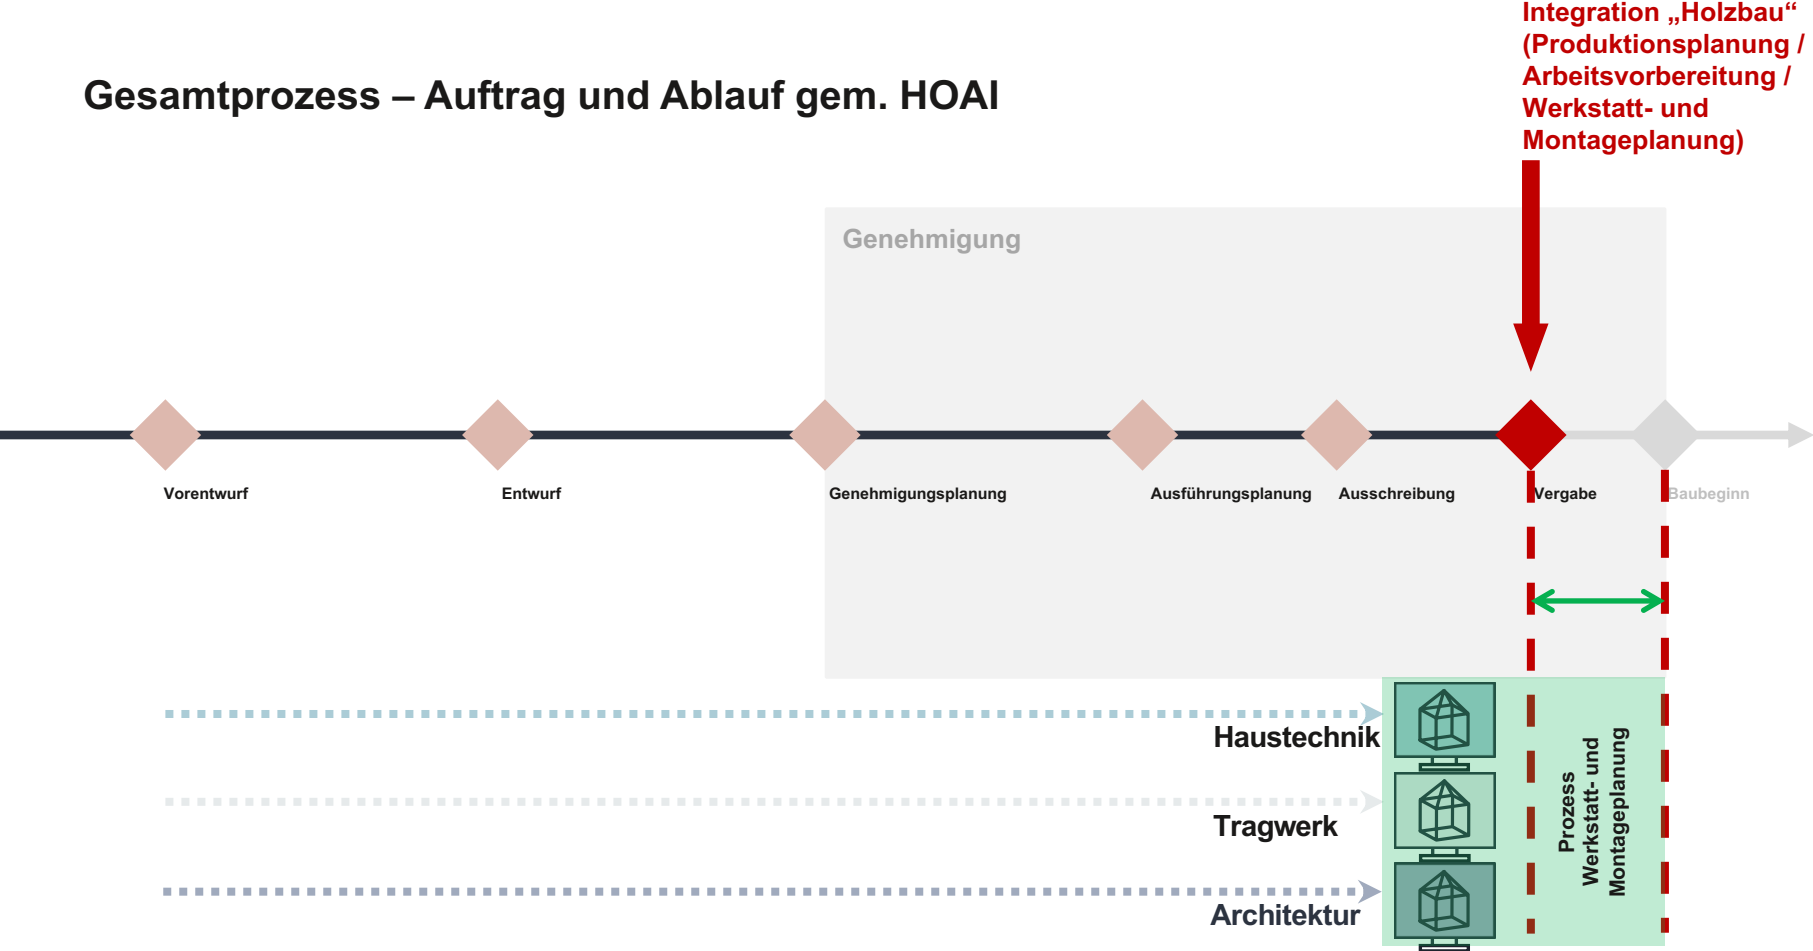 Integration „Holzbau“
(Produktionsplanung /
Arbeitsvorbereitung /
Werkstatt- und
Montageplanung)
Gesamtprozess – Auftrag und Ablauf gem. HOAI
Genehmigung
Vorentwurf
Entwurf
Genehmigungsplanung
Ausführungsplanung
Ausschreibung
Vergabe
Baubeginn
Haustechnik
Tragwerk
Architektur
Prozess
Werkstatt- und
Montageplanung